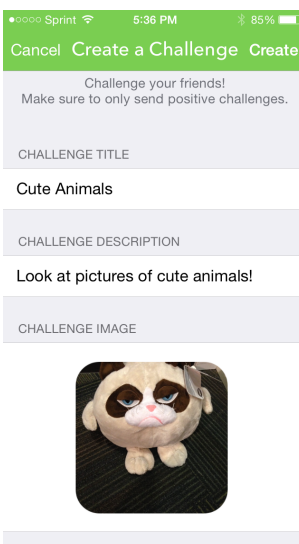 Sprint 5:36 PM 85%
Cancel Create a Challenge Create
Challenge your friends!
Make sure to only send positive challenges.
CHALLENGE TITLE
Cute Animals
CHALLENGE DESCRIPTION
Look at pictures of cute animals!
CHALLENGE IMAGE